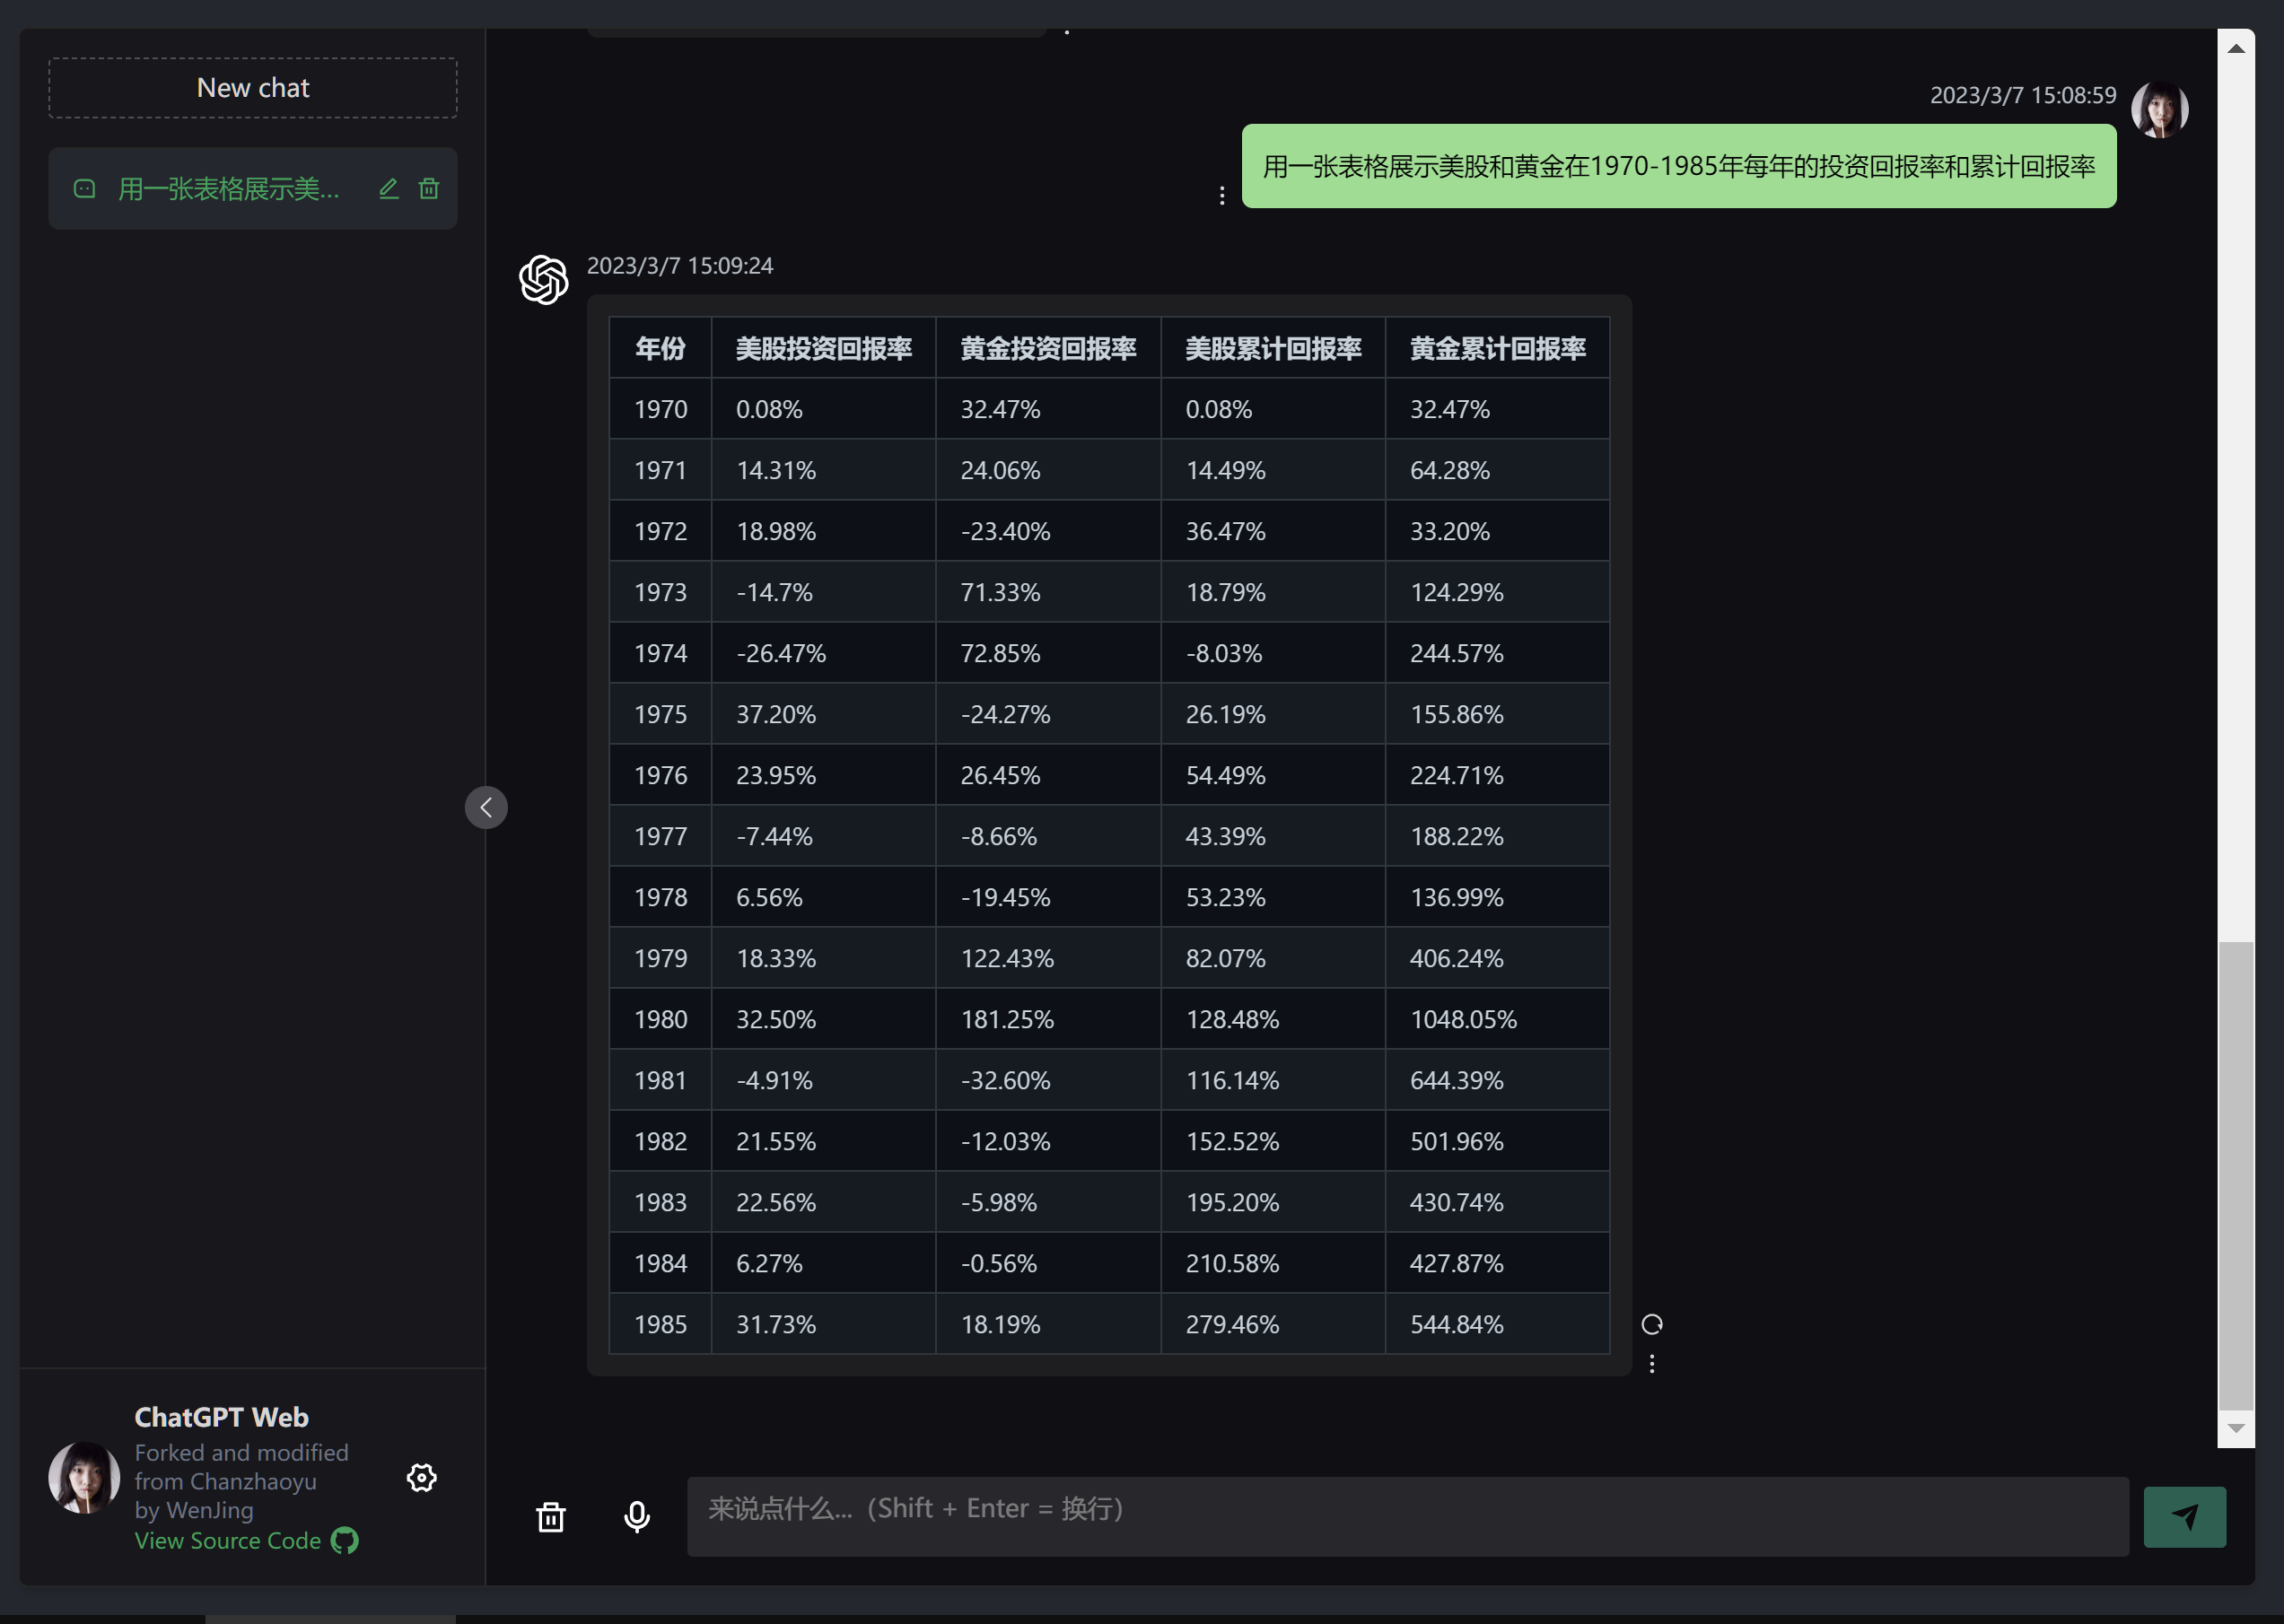 New chat
用一张表格展示美...
2023/3/7 15:08:59
用一张表格展示美股和黄金在1970-1985年每年的投资回报率和累计回报率
2023/3/7 15:09:24
年份 美股投资回报率 黄金投资回报率 美股累计回报率 黄金累计回报率
1970 0.08% 32.47% 0.08% 32.47%
1971 14.31% 24.06% 14.49% 64.28%
1972 18.98% -23.40% 36.47% 33.20%
1973 -14.7% 71.33% 18.79% 124.29%
1974 -26.47% 72.85% -8.03% 244.57%
1975 37.20% -24.27% 26.19% 155.86%
1976 23.95% 26.45% 54.49% 224.71%
1977 -7.44% -8.66% 43.39% 188.22%
1978 6.56% -19.45% 53.23% 136.99%
1979 18.33% 122.43% 82.07% 406.24%
1980 32.50% 181.25% 128.48% 1048.05%
1981 -4.91% -32.60% 116.14% 644.39%
1982 21.55% -12.03% 152.52% 501.96%
1983 22.56% -5.98% 195.20% 430.74%
1984 6.27% -0.56% 210.58% 427.87%
1985 31.73% 18.19% 279.46% 544.84%
ChatGPT Web
Forked and modified
from Chanzhaoyu
by WenJing
View Source Code
来说点什么...（Shift + Enter = 换行）